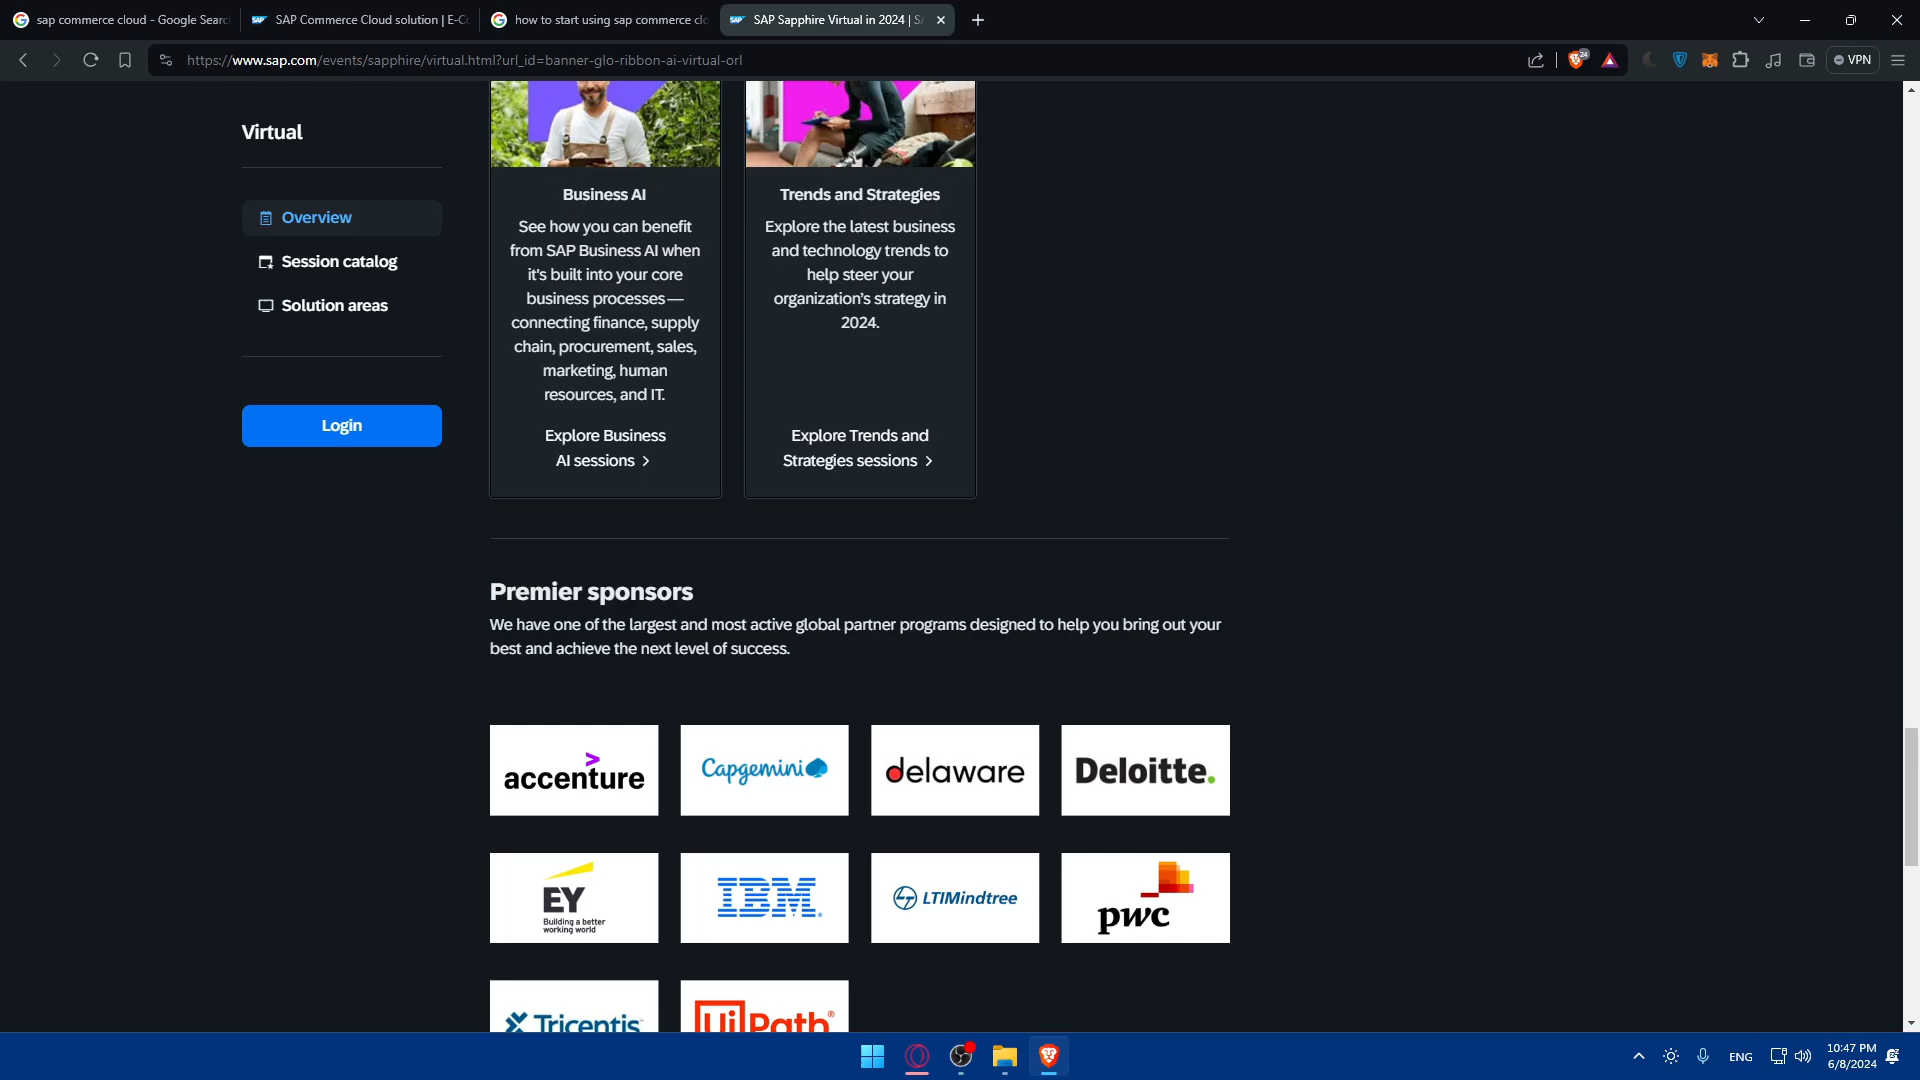 sap commerce cloud - Google Searc
SAP Commerce Cloud solution | E-Co
how to start using sap commerce clo
SAP Sapphire Virtual in 2024 | S
https://www.sap.com/events/sapphire/virtual.html?url_id=banner-glo-ribbon-ai-virtual-orl
24
VPN
Virtual
Overview
Session catalog
Solution areas
Login
Business AI
See how you can benefit
from SAP Business AI when
it's built into your core
business processes—
connecting finance, supply
chain, procurement, sales,
marketing, human
resources, and IT.
Explore Business
AI sessions
Trends and Strategies
Explore the latest business
and technology trends to
help steer your
organization’s strategy in
2024.
Explore Trends and
Strategies sessions
Premier sponsors
We have one of the largest and most active global partner programs designed to help you bring out your
best and achieve the next level of success.
accenture
Capgemini
delaware
Deloitte.
EY
Building a better
working world
IBM®
LTIMindtree
pwc
Tricentis
UiPath®
ENG
10:47 PM
6/8/2024